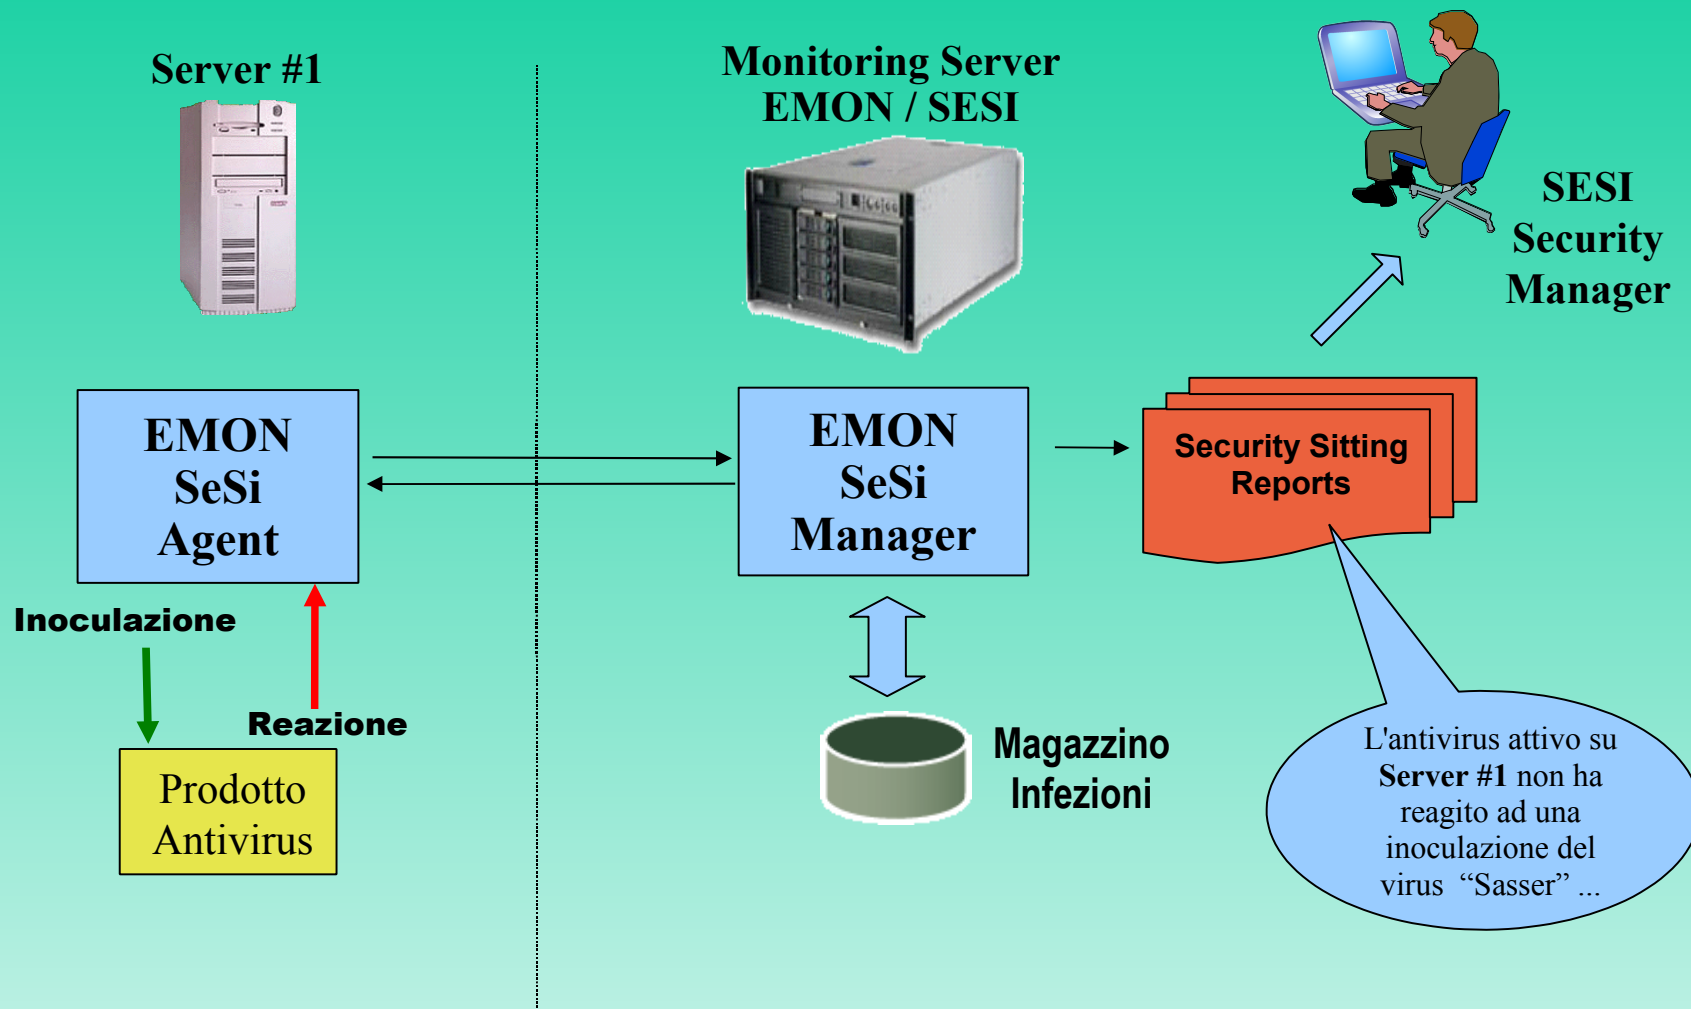 Server #1
Monitoring Server
EMON / SESI
SESI
Security
Manager
EMON
SeSi
Agent
EMON
SeSi
Manager
Security Sitting
Reports
Inoculazione
Reazione
Prodotto
Antivirus
Magazzino
Infezioni
L'antivirus attivo su
Server #1 non ha
reagito ad una
inoculazione del
virus “Sasser” ...